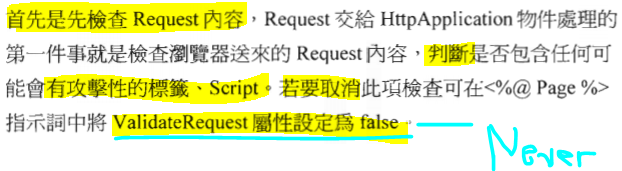 首先是先檢查 Request 內容，Request 交給 HttpApplication 物件處理的
第一件事就是檢查瀏覽器送來的 Request 內容，判斷是否包含任何可
能會有攻擊性的標籤、Script。若要取消此項檢查可在<%@ Page %>
指示詞中將 ValidateRequest 屬性設定為 false。
Never